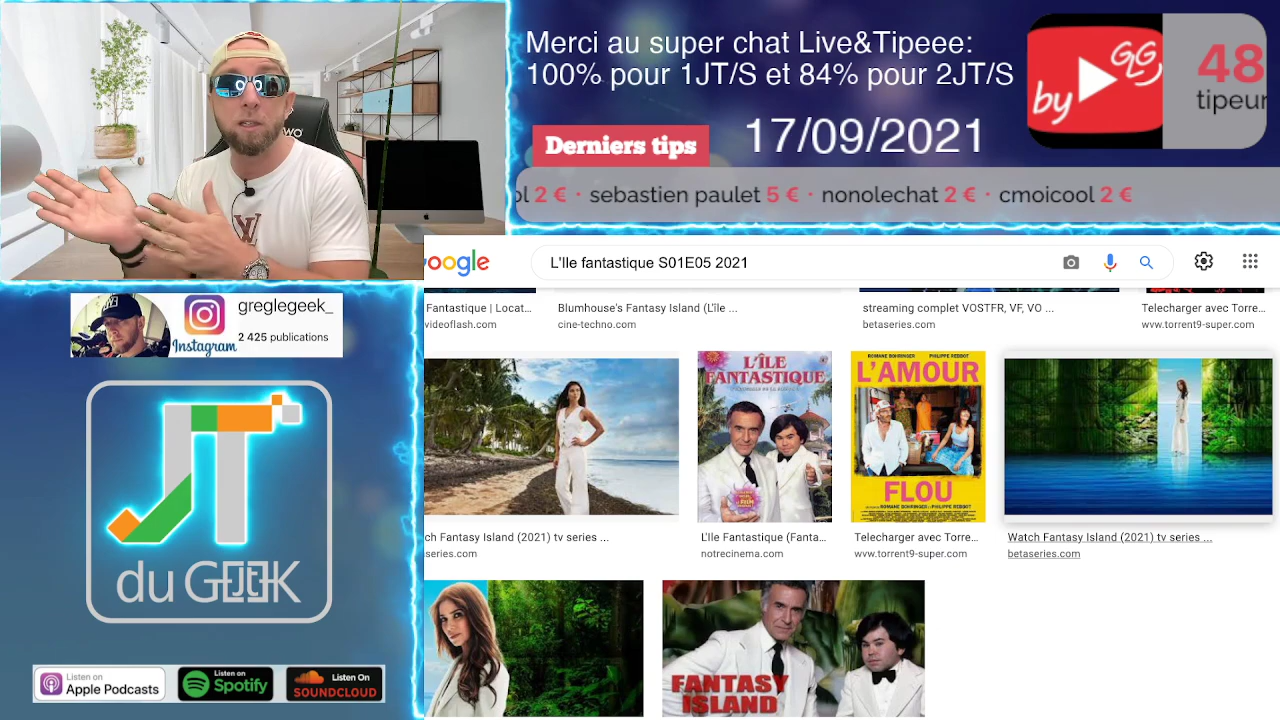 Merci au super chat Live&Tipeee:
100% pour 1JT/S et 84% pour 2JT/S
by GLG
48
tipeur
Derniers tips
17/09/2021
ol 2 € · sebastien paulet 5 € · nonolechat 2 € · cmoicool 2 €
oogle
L'Ile fantastique S01E05 2021
greglegeek_
2 425 publications
Instagram
Fantastique | Locat...
videoflash.com
Blumhouse's Fantasy Island (L'île ...
cine-techno.com
streaming complet VOSTFR, VF, VO ...
betaseries.com
Telecharger avec Torre...
www.torrent9-super.com
L'ÎLE
FANTASTIQUE
ROMANE BOHRINGER PHILIPPE REBBOT
L'AMOUR
FLOU
tch Fantasy Island (2021) tv series ...
series.com
L'Ile Fantastique (Fanta...
notrecinema.com
Telecharger avec Torre...
www.torrent9-super.com
Watch Fantasy Island (2021) tv series ...
betaseries.com
JT
du GEEK
FANTASY
ISLAND
Listen on
Apple Podcasts
Listen on
Spotify
Listen On
SOUNDCLOUD